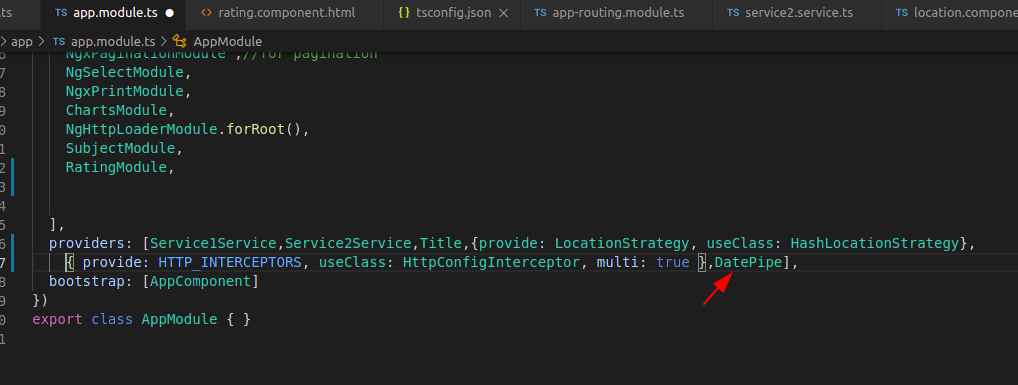 .ts TS app.module.ts ● <> rating.component.html {} tsconfig.json × TS app-routing.module.ts TS service2.service.ts TS location.compone
> app > TS app.module.ts > AppModule
6 NgxPaginationModule ,//for pagination
7 NgSelectModule,
8 NgxPrintModule,
9 ChartsModule,
0 NgHttpLoaderModule.forRoot(),
1 SubjectModule,
2 RatingModule,
3
4
5 ],
6 providers: [Service1Service,Service2Service,Title,{provide: LocationStrategy, useClass: HashLocationStrategy},
7 { provide: HTTP_INTERCEPTORS, useClass: HttpConfigInterceptor, multi: true },DatePipe],
8 bootstrap: [AppComponent]
9 })
0 export class AppModule { }
1